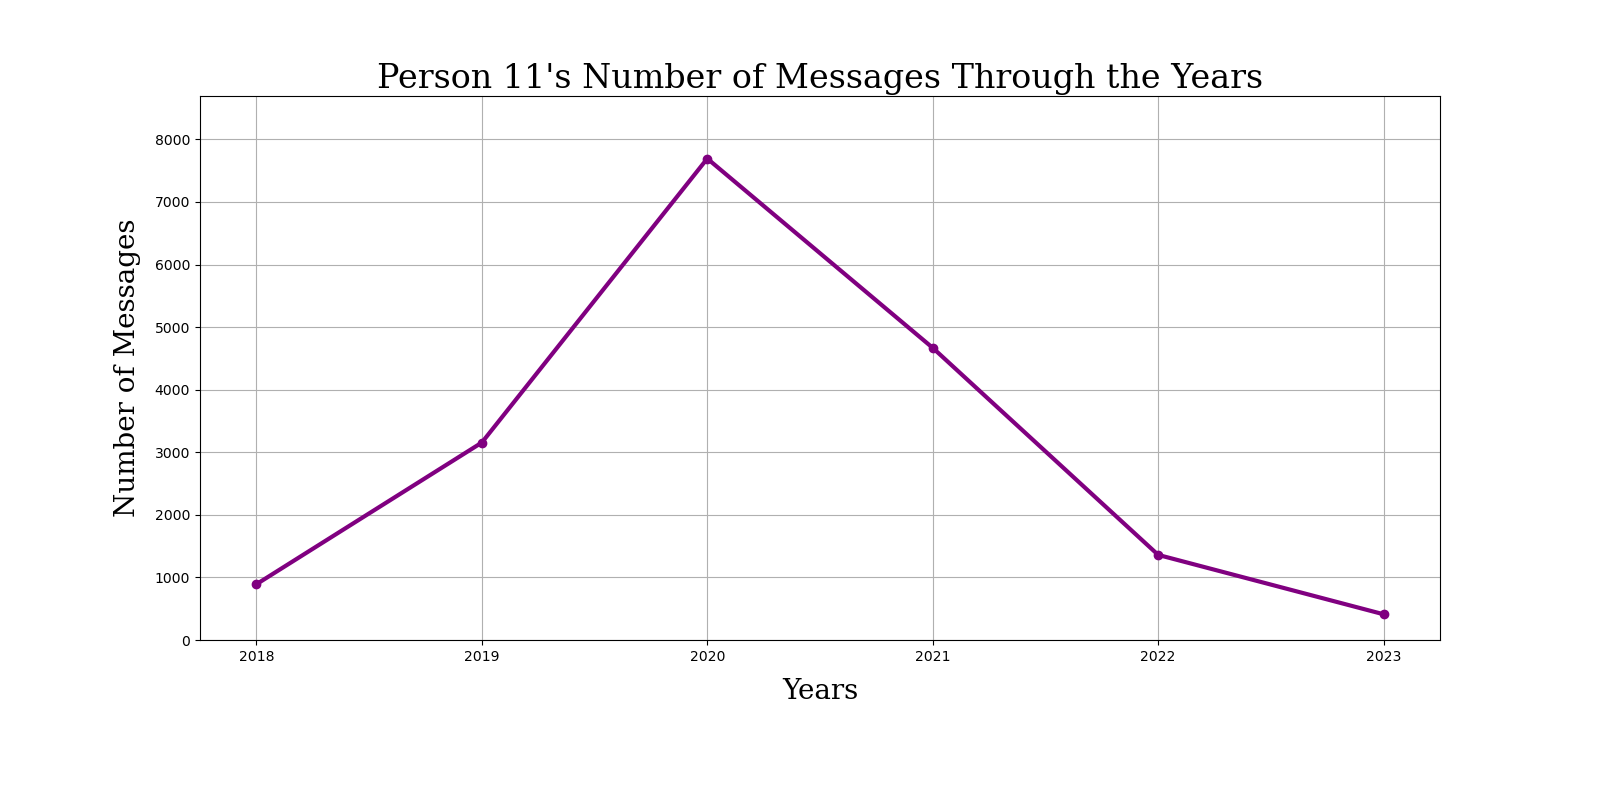 Person 11's Number of Messages Through the Years
Number of Messages
8000
7000
6000
5000
4000
3000
2000
1000
0
2018 2019 2020 2021 2022 2023
Years